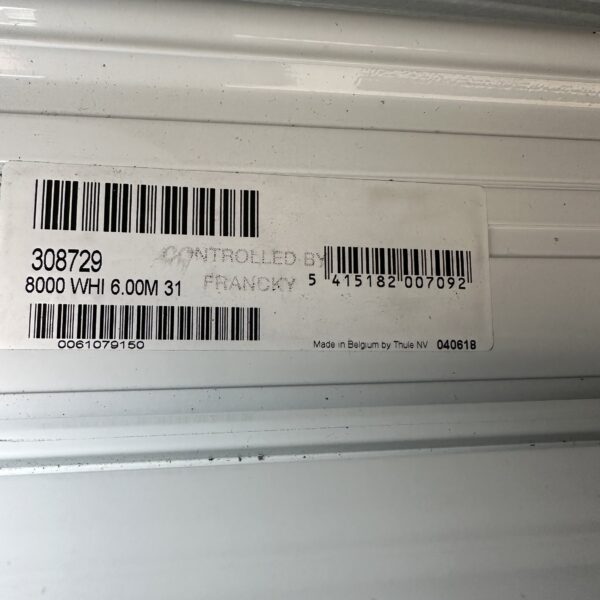 308729
CONTROLLED BY
FRANCKY
8000 WHI 6.00M 31
5 415182 007092
0061079150
Made in Belgium by Thule NV 040618